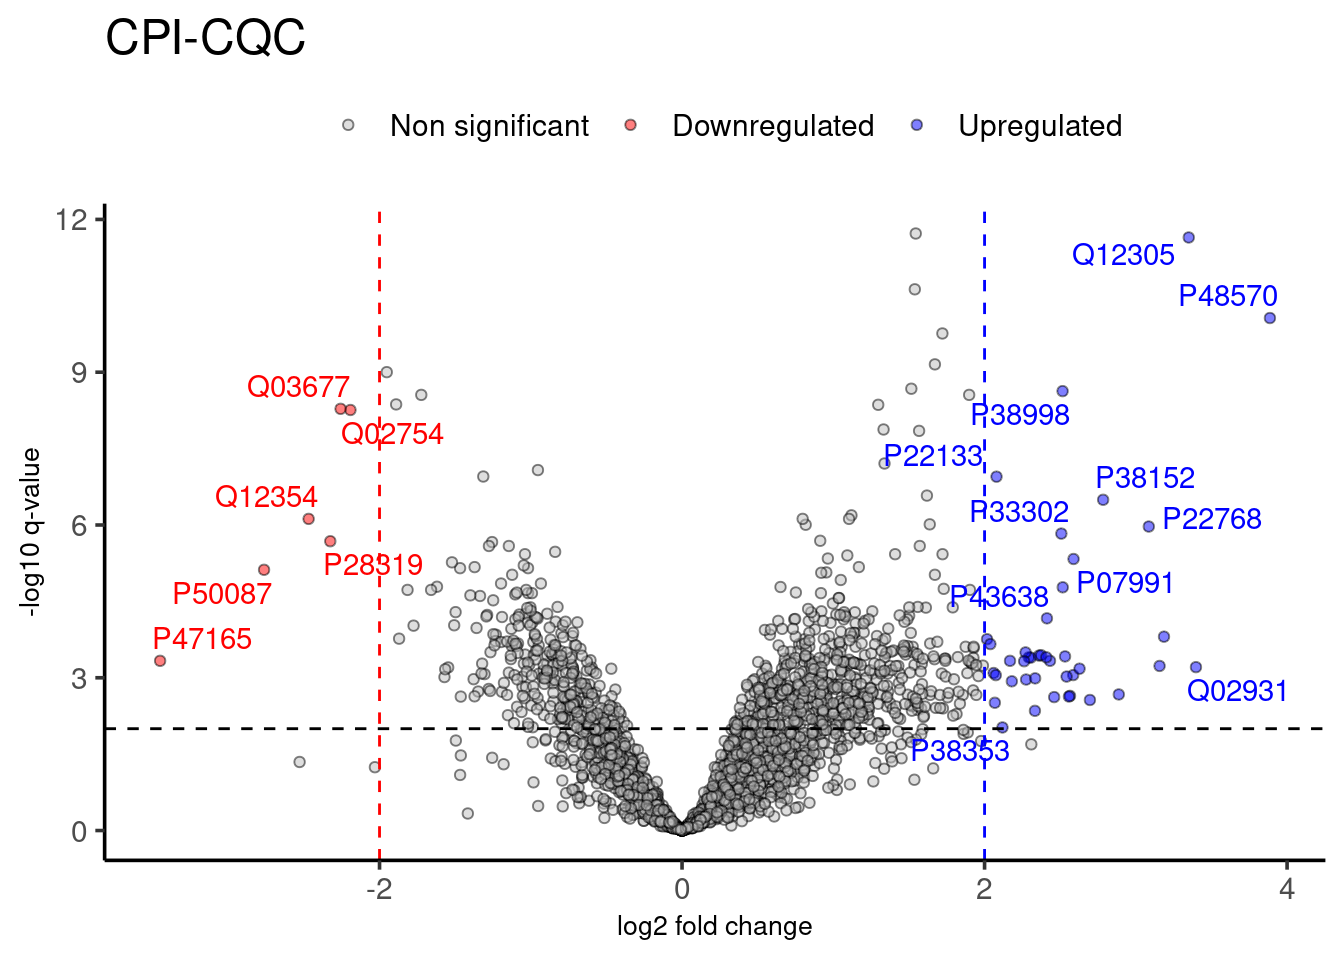 CPI-CQC
Non significant Downregulated Upregulated
12
Q12305
P48570
9
Q03677
P38998
Q02754
P22133
P38152
Q12354
P33302
P22768
6
P28319
P50087
P43638
P07991
P47165
3
Q02931
P38353
0
-log10 q-value
-2 0 2 4
log2 fold change